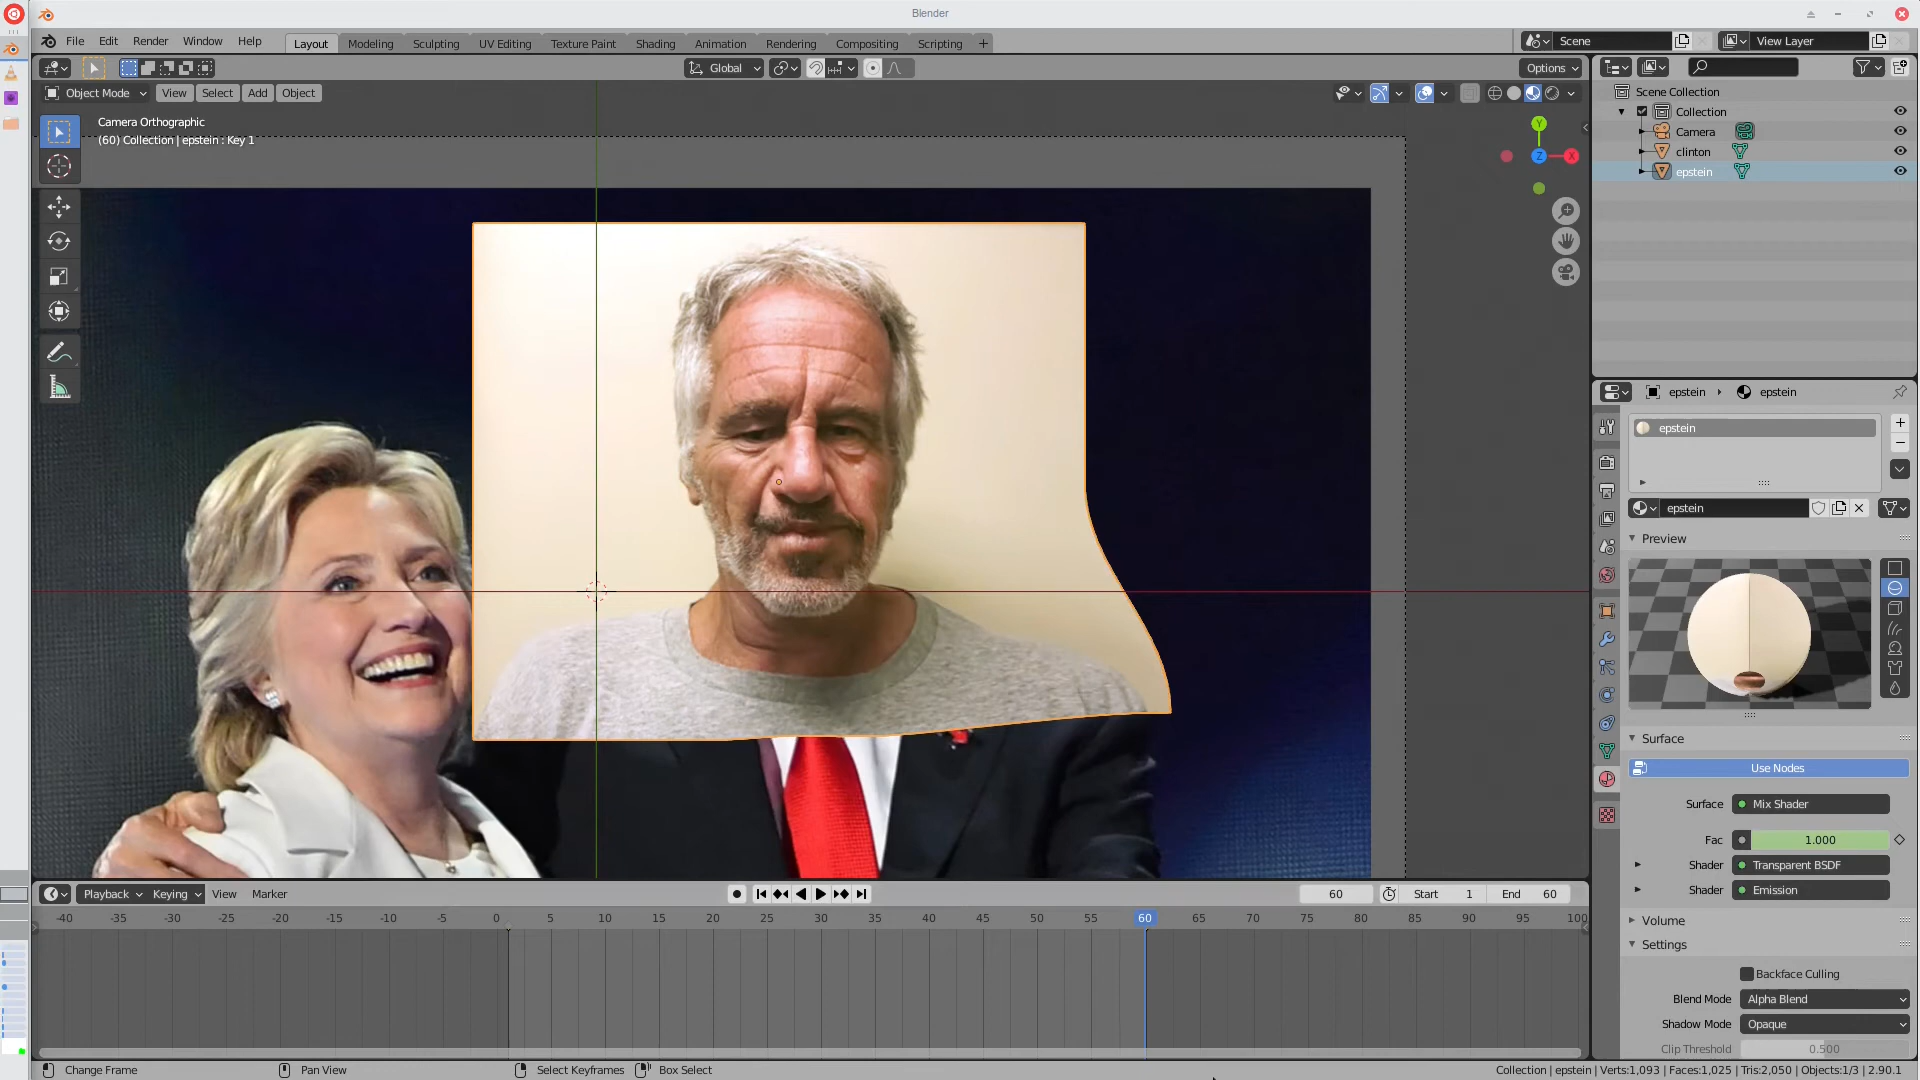 Blender
File Edit Render Window Help
Layout Modeling Sculpting UV Editing Texture Paint Shading Animation Rendering Compositing Scripting +
Scene
View Layer
Global
Options
Object Mode View Select Add Object
Camera Orthographic
(60) Collection | epstein : Key 1
Y
Z
X
Scene Collection
Collection
Camera
clinton
epstein
epstein epstein
epstein
epstein
Preview
Surface
Use Nodes
Surface Mix Shader
Fac 1.000
Shader Transparent BSDF
Shader Emission
Volume
Settings
Backface Culling
Blend Mode Alpha Blend
Shadow Mode Opaque
Clip Threshold 0.500
Playback Keying View Marker
60 Start 1 End 60
-40 -35 -30 -25 -20 -15 -10 -5 0 5 10 15 20 25 30 35 40 45 50 55 60 65 70 75 80 85 90 95 100
Change Frame Pan View Select Keyframes Box Select
Collection | epstein | Verts:1,093 | Faces:1,025 | Tris:2,050 | Objects:1/3 | 2.90.1